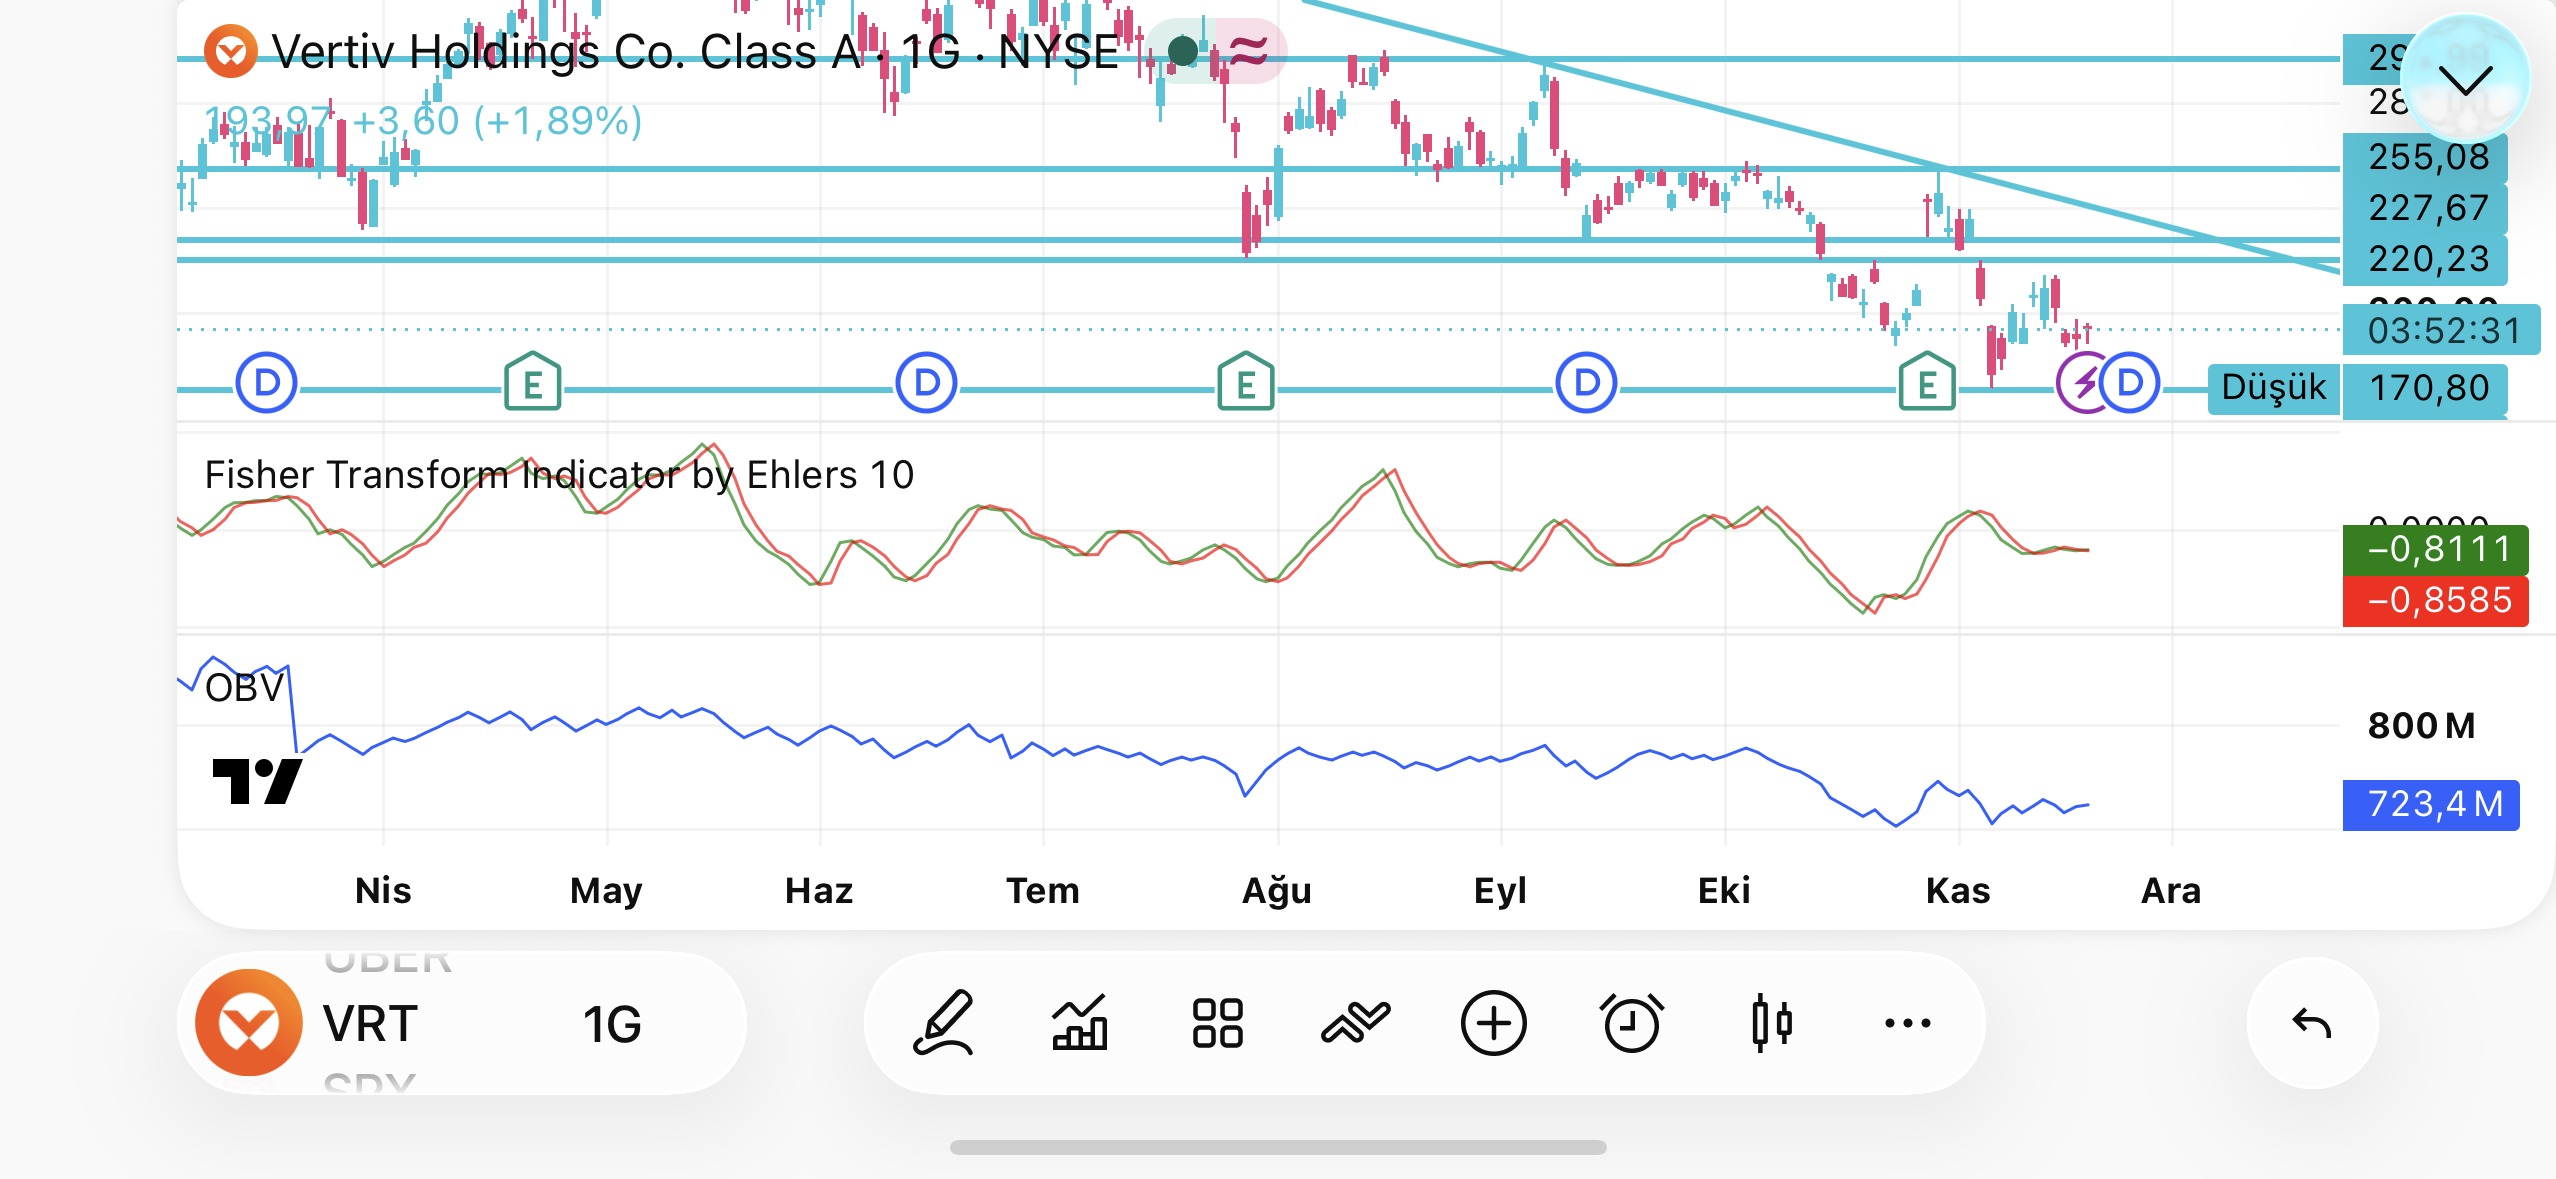 Vertiv Holdings Co. Class A · 1G · NYSE
193,97 +3,60 (+1,89%)
255,08
227,67
220,23
03:52:31
D
E
D
E
D
E
D
Düşük
170,80
Fisher Transform Indicator by Ehlers 10
−0,8111
−0,8585
OBV
800 M
723,4 M
Nis
May
Haz
Tem
Ağu
Eyl
Eki
Kas
Ara
UBER
VRT
1G
SPY